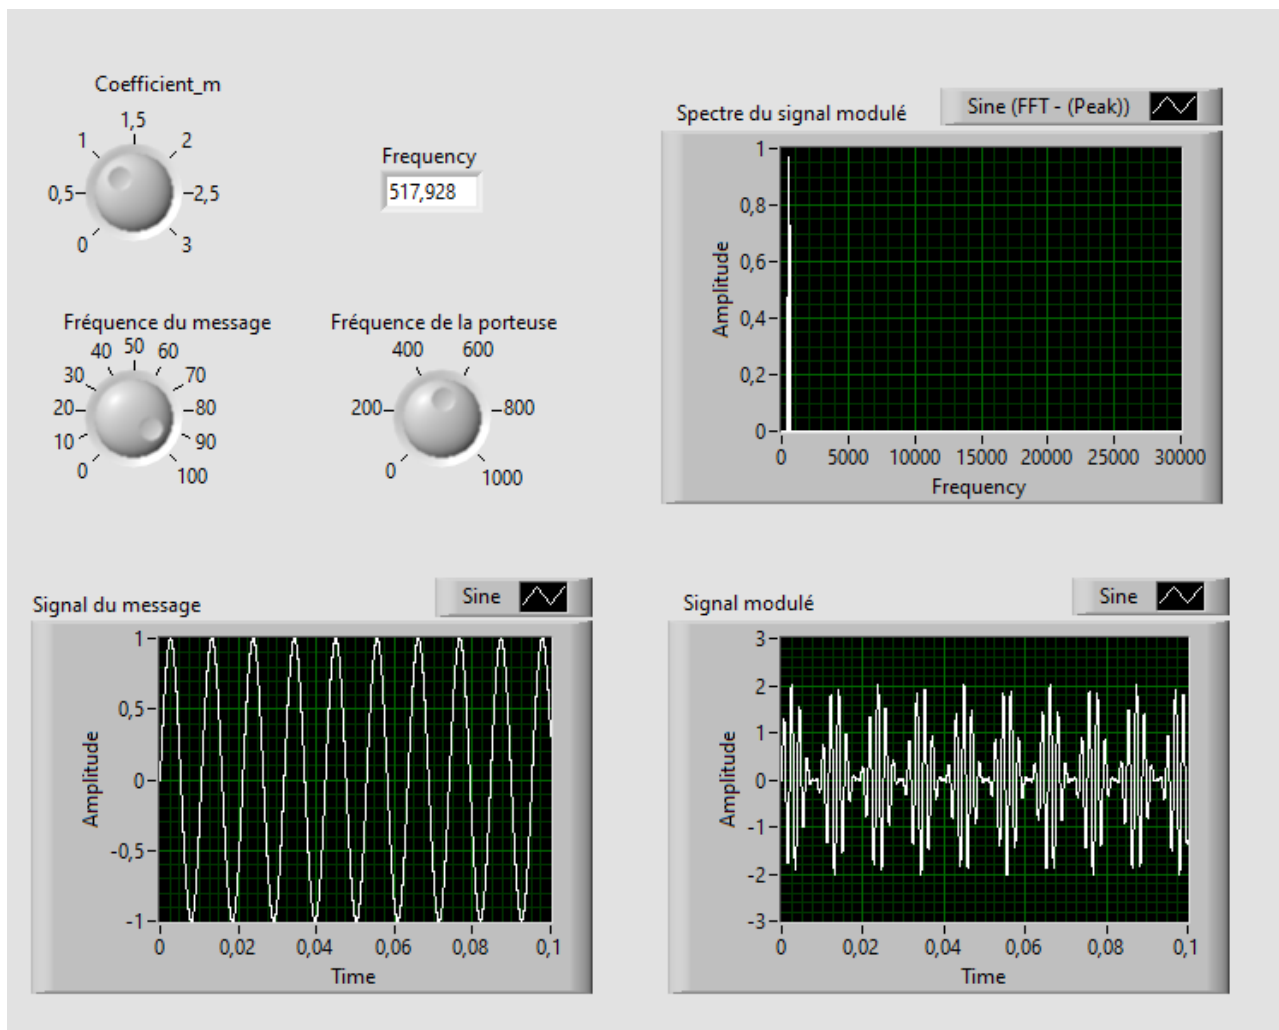 Coefficient_m
1,5
1
2
0,5
2,5
0
3
Frequency
517,928
Spectre du signal modulé
Sine (FFT - (Peak))
1
0,8
0,6
0,4
0,2
0
Amplitude
0 5000 10000 15000 20000 25000 30000
Frequency
Fréquence du message
50
40 60
30 70
20 80
10 90
0 100
Fréquence de la porteuse
400 600
200 800
0 1000
Signal du message
Sine
1
0,5
0
-0,5
-1
Amplitude
0 0,02 0,04 0,06 0,08 0,1
Time
Signal modulé
Sine
3
2
1
0
-1
-2
-3
Amplitude
0 0,02 0,04 0,06 0,08 0,1
Time